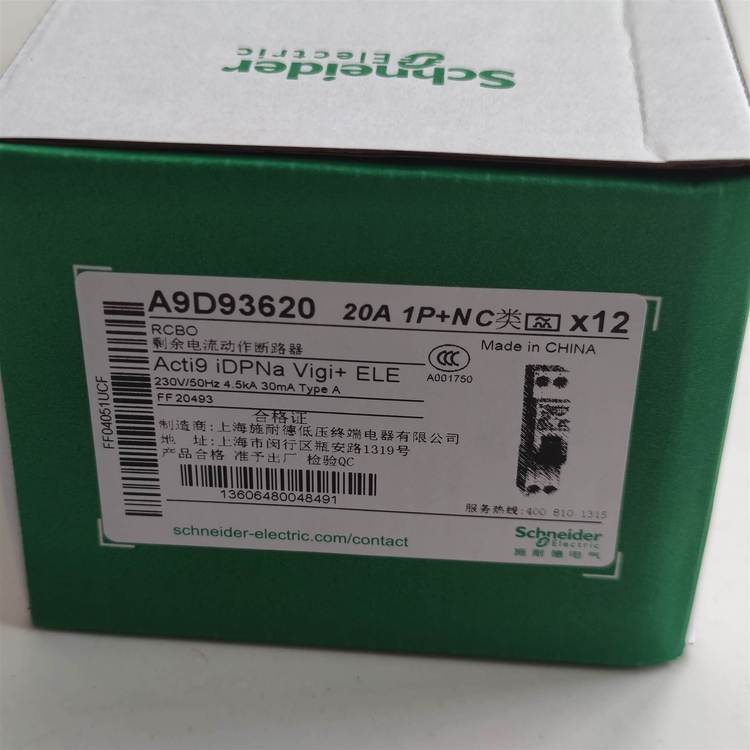 Schneider
Electric
A9D93620 20A 1P+N C类 x12
RCBO
剩余电流动作断路器
Made in CHINA
Acti9 iDPNa Vigi+ ELE
A001750
230V/50Hz 4.5kA 30mA Type A
FF 20493
合格证
制造商:上海施耐德低压终端电器有限公司
地 址:上海市闵行区瓶安路1319号
产品合格 准予出厂 检验QC
13606480048491
服务热线:400 810 1315
schneider-electric.com/contact
Schneider
Electric
施耐德电气
FF04051UCF